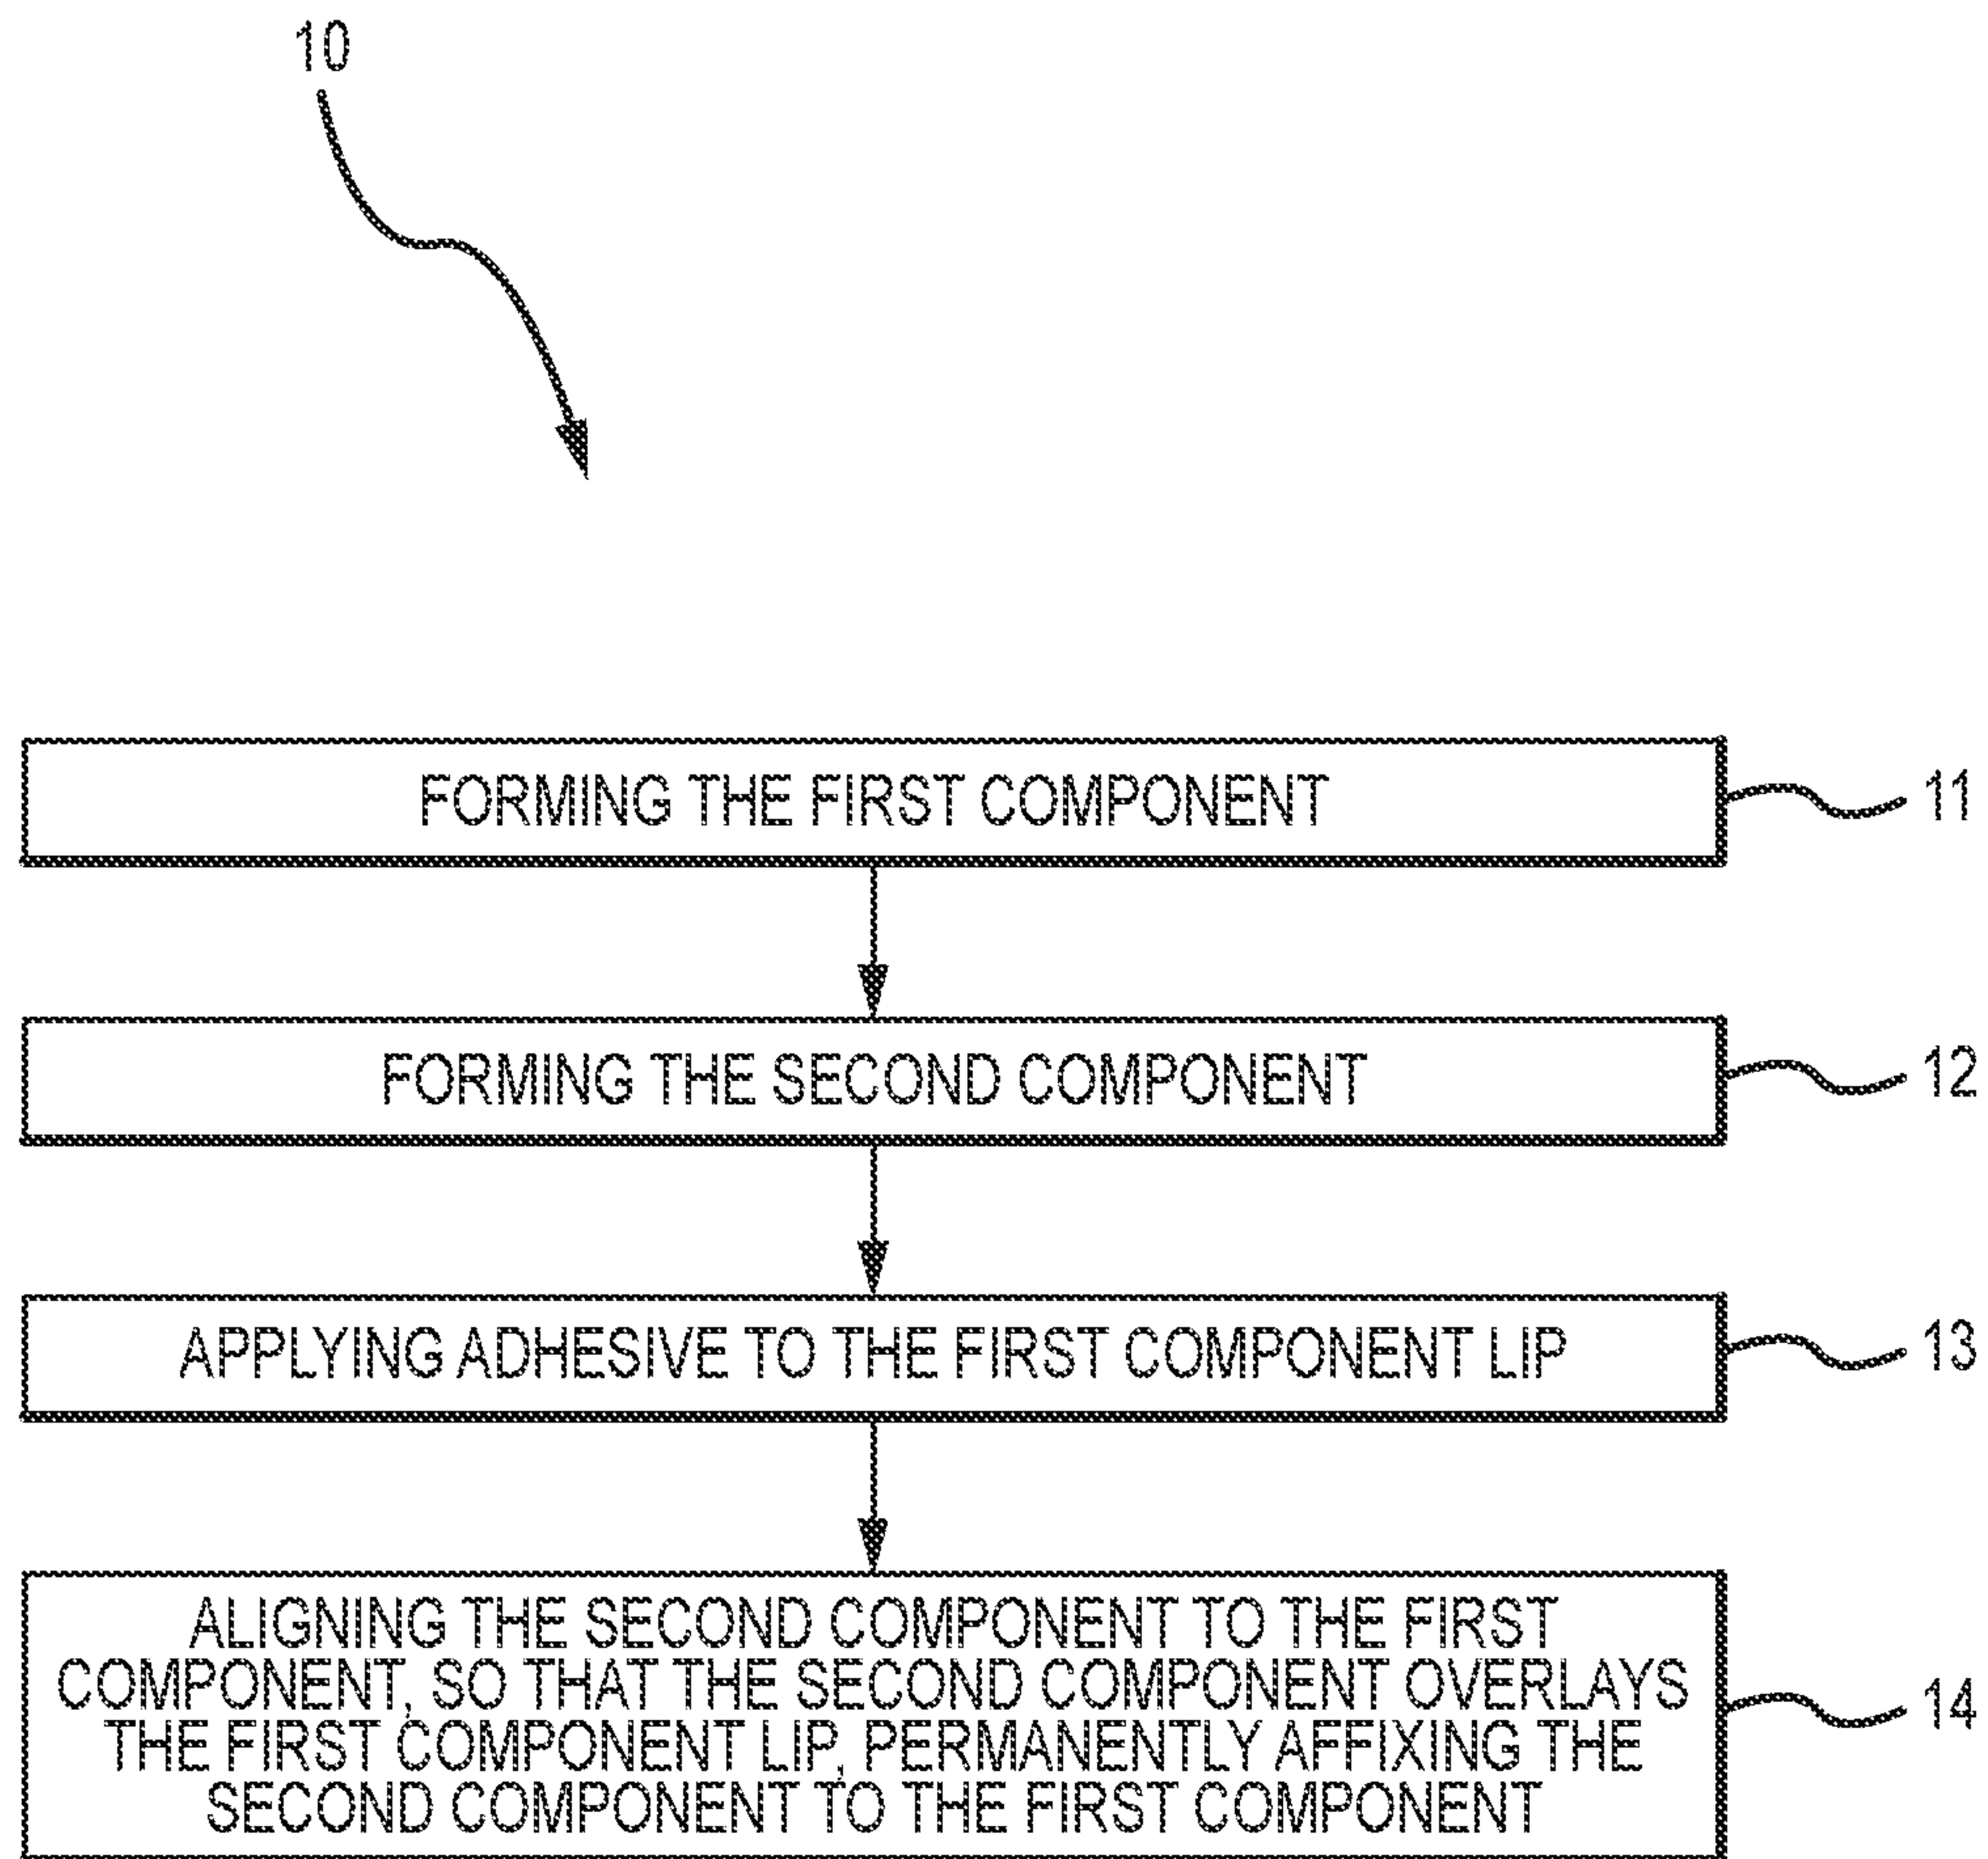 10
FORMING THE FIRST COMPONENT
11
FORMING THE SECOND COMPONENT
12
APPLYING ADHESIVE TO THE FIRST COMPONENT LIP
13
ALIGNING THE SECOND COMPONENT TO THE FIRST
COMPONENT, SO THAT THE SECOND COMPONENT OVERLAYS
THE FIRST COMPONENT LIP, PERMANENTLY AFFIXING THE
SECOND COMPONENT TO THE FIRST COMPONENT
14